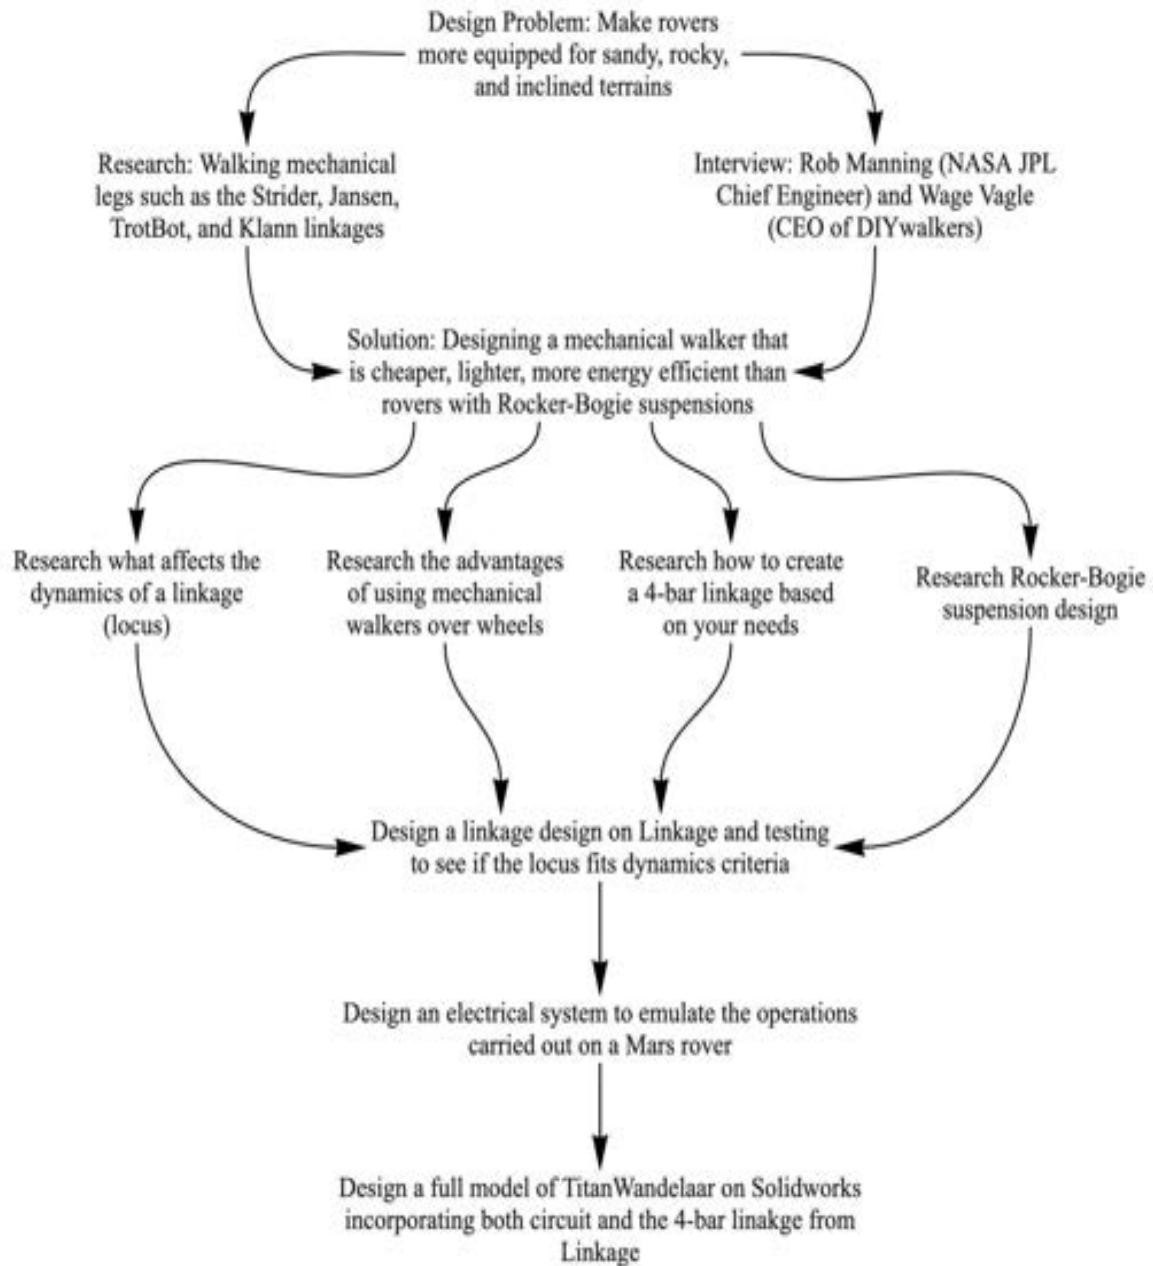 Design Problem: Make rovers
more equipped for sandy, rocky,
and inclined terrains
Research: Walking mechanical
legs such as the Strider, Jansen,
TrotBot, and Klann linkages
Interview: Rob Manning (NASA JPL
Chief Engineer) and Wage Vagle
(CEO of DIYwalkers)
Solution: Designing a mechanical walker that
is cheaper, lighter, more energy efficient than
rovers with Rocker-Bogie suspensions
Research what affects the
dynamics of a linkage
(locus)
Research the advantages
of using mechanical
walkers over wheels
Research how to create
a 4-bar linkage based
on your needs
Research Rocker-Bogie
suspension design
Design a linkage design on Linkage and testing
to see if the locus fits dynamics criteria
Design an electrical system to emulate the operations
carried out on a Mars rover
Design a full model of TitanWandelaar on Solidworks
incorporating both circuit and the 4-bar linakge from
Linkage